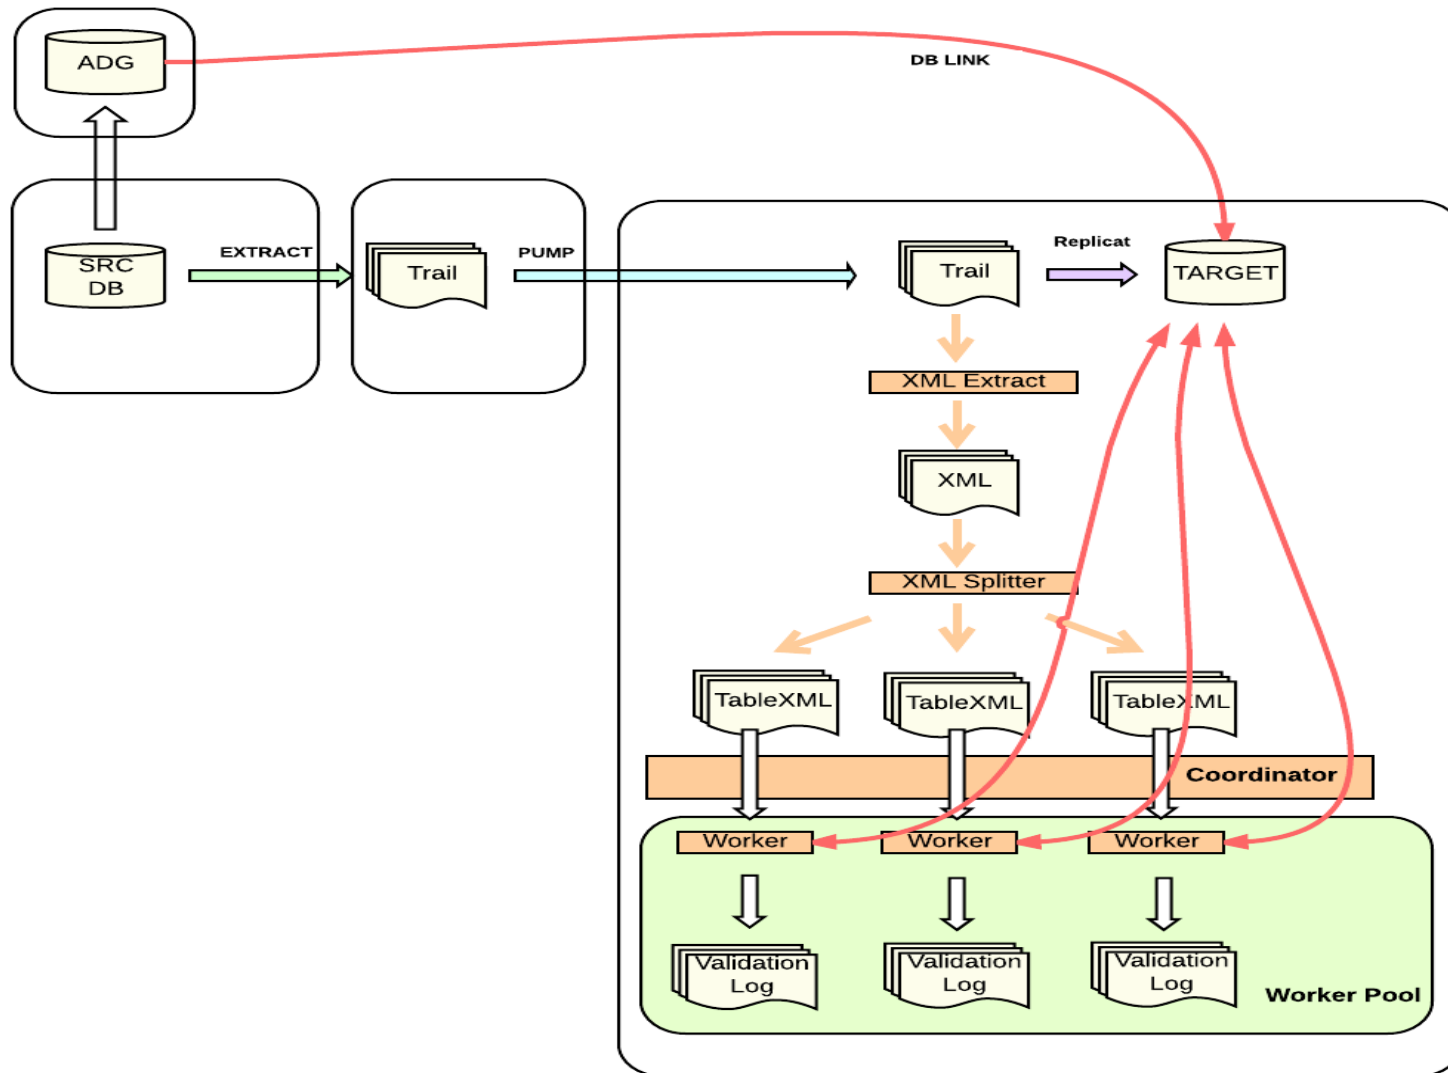 ADG
DB LINK
SRC
DB
EXTRACT
Trail
PUMP
Trail
Replicat
TARGET
XML Extract
XML
XML Splitter
TableXML
TableXML
TableXML
Coordinator
Worker
Worker
Worker
Validation
Log
Validation
Log
Validation
Log
Worker Pool